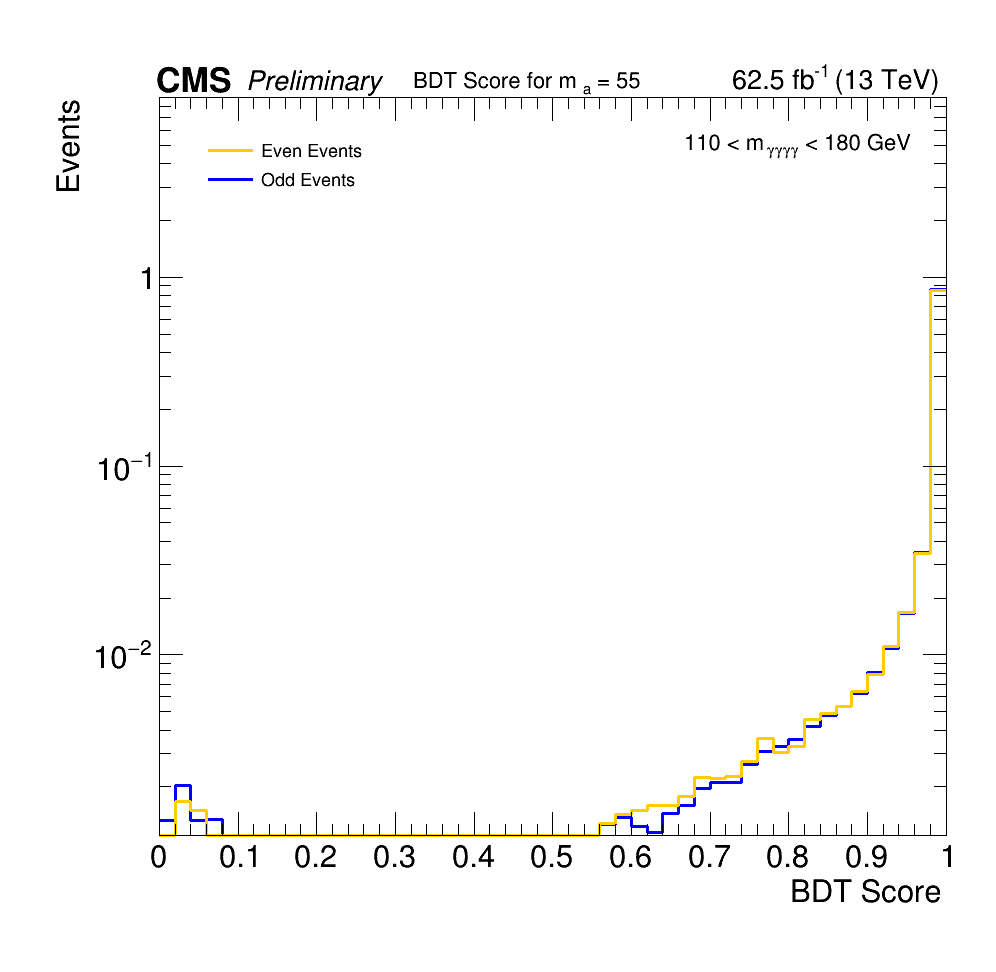 CMS Preliminary BDT Score for m a = 55 62.5 fb⁻¹ (13 TeV)
Events
Even Events
110 < m γγγγ < 180 GeV
Odd Events
1
10⁻¹
10⁻²
0 0.1 0.2 0.3 0.4 0.5 0.6 0.7 0.8 0.9 1
BDT Score